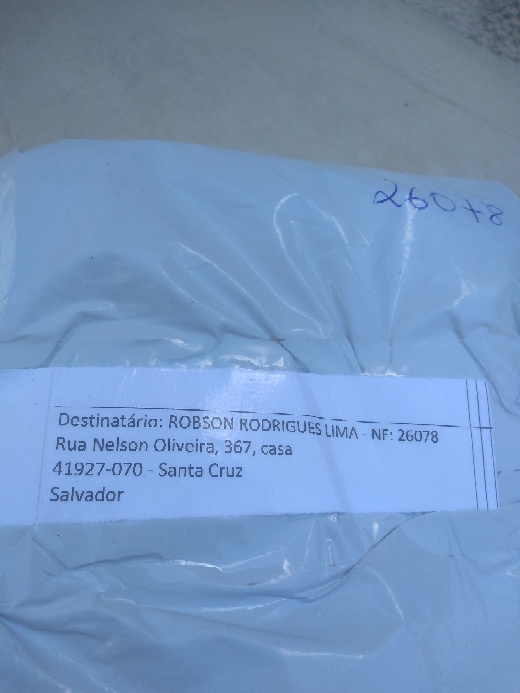 26078
Destinatário: ROBSON RODRIGUES LIMA - NF: 26078
Rua Nelson Oliveira, 367, casa
41927-070 - Santa Cruz
Salvador